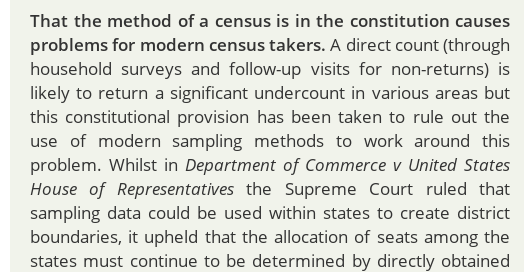 That the method of a census is in the constitution causes
problems for modern census takers. A direct count (through
household surveys and follow-up visits for non-returns) is
likely to return a significant undercount in various areas but
this constitutional provision has been taken to rule out the
use of modern sampling methods to work around this
problem. Whilst in Department of Commerce v United States
House of Representatives the Supreme Court ruled that
sampling data could be used within states to create district
boundaries, it upheld that the allocation of seats among the
states must continue to be determined by directly obtained